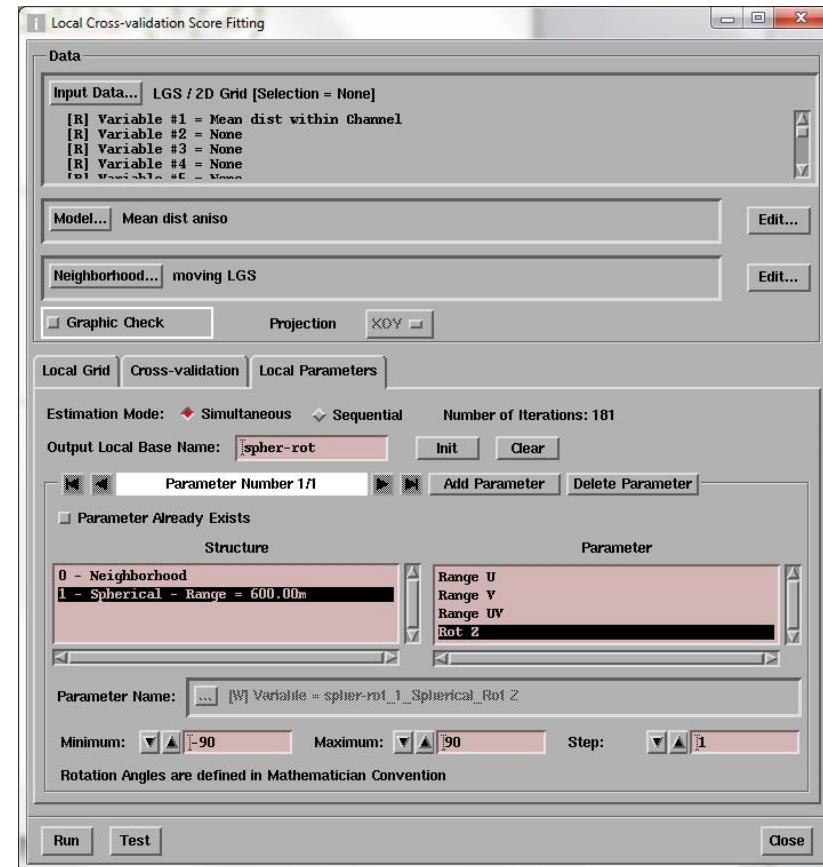 Local Cross-validation Score Fitting
Data
Input Data... LGS / 2D Grid [Selection = None]
[R] Variable #1 = Mean dist within Channel
[R] Variable #2 = None
[R] Variable #3 = None
[R] Variable #4 = None
[R] Variable #5 = None
Model... Mean dist aniso Edit...
Neighborhood... moving LGS Edit...
Graphic Check Projection XOY
Local Grid Cross-validation Local Parameters
Estimation Mode: Simultaneous Sequential Number of Iterations: 181
Output Local Base Name: spher-rot Init Clear
Parameter Number 1/1 Add Parameter Delete Parameter
Parameter Already Exists
Structure Parameter
0 - Neighborhood Range U
1 - Spherical - Range = 600.00m Range V
Range UV
Rot Z
Parameter Name: ... [W] Variable = spher-rot_1_Spherical_Rot Z
Minimum: -90 Maximum: 90 Step: 1
Rotation Angles are defined in Mathematician Convention
Run Test Close